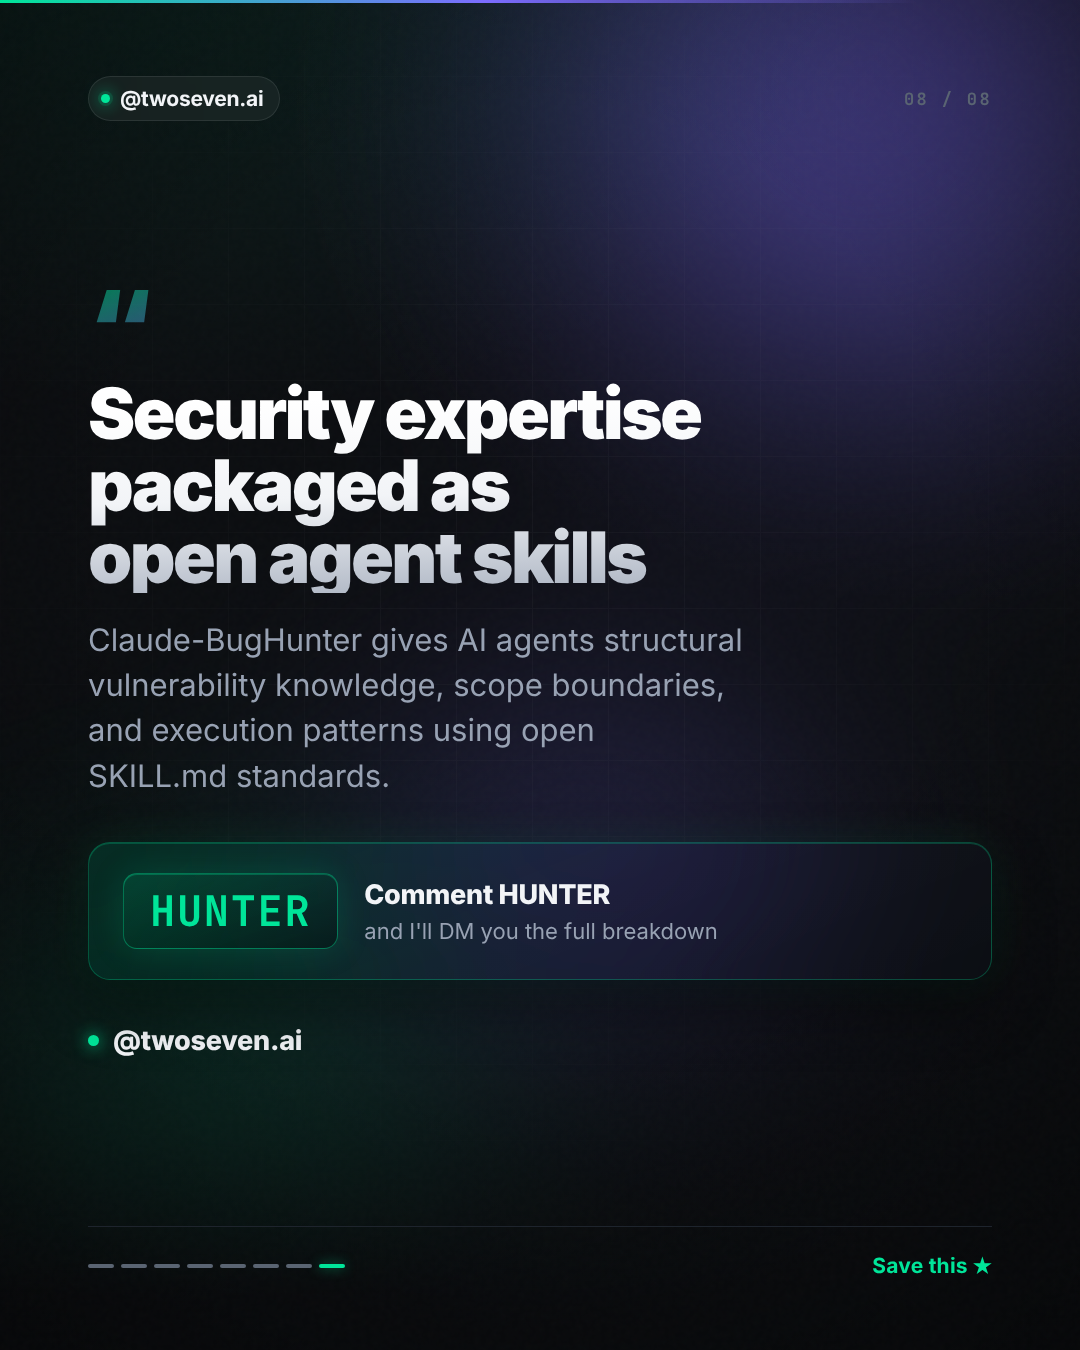 @twoseven.ai
08 / 08
“
Security expertise
packaged as
open agent skills
Claude-BugHunter gives AI agents structural
vulnerability knowledge, scope boundaries,
and execution patterns using open
SKILL.md standards.
HUNTER
Comment HUNTER
and I'll DM you the full breakdown
@twoseven.ai
Save this ★